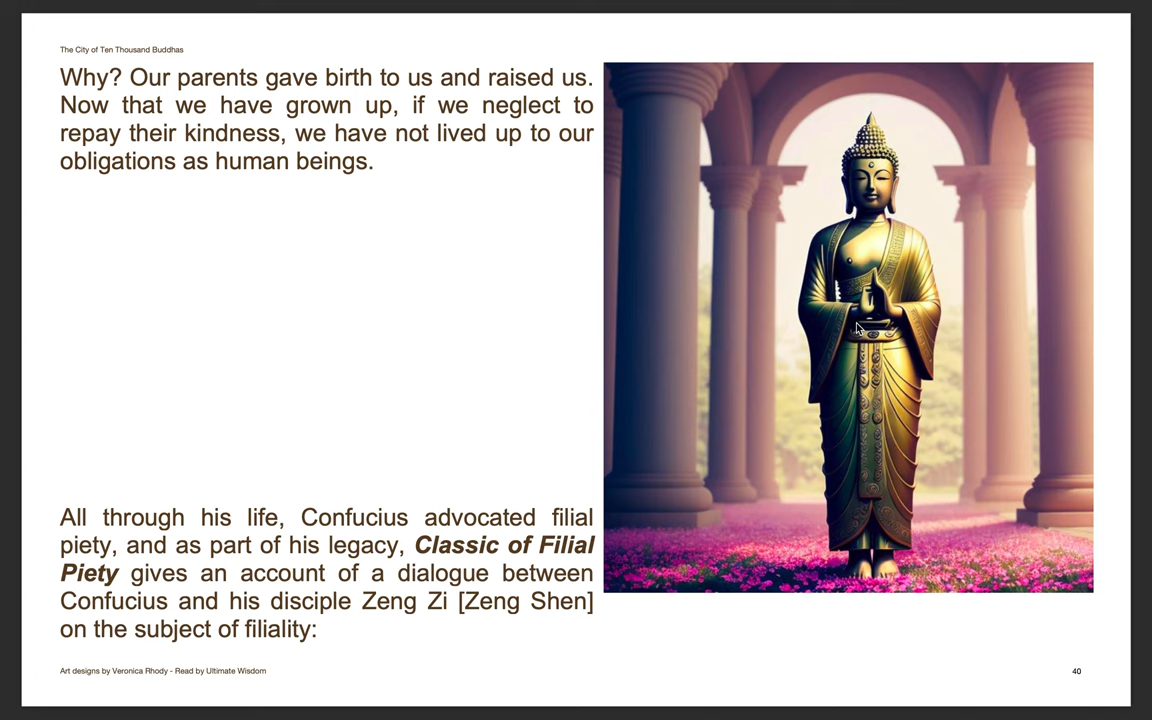 The City of Ten Thousand Buddhas
Why? Our parents gave birth to us and raised us.
Now that we have grown up, if we neglect to
repay their kindness, we have not lived up to our
obligations as human beings.
All through his life, Confucius advocated filial
piety, and as part of his legacy, Classic of Filial
Piety gives an account of a dialogue between
Confucius and his disciple Zeng Zi [Zeng Shen]
on the subject of filiality:
Art designs by Veronica Rhody - Read by Ultimate Wisdom
40